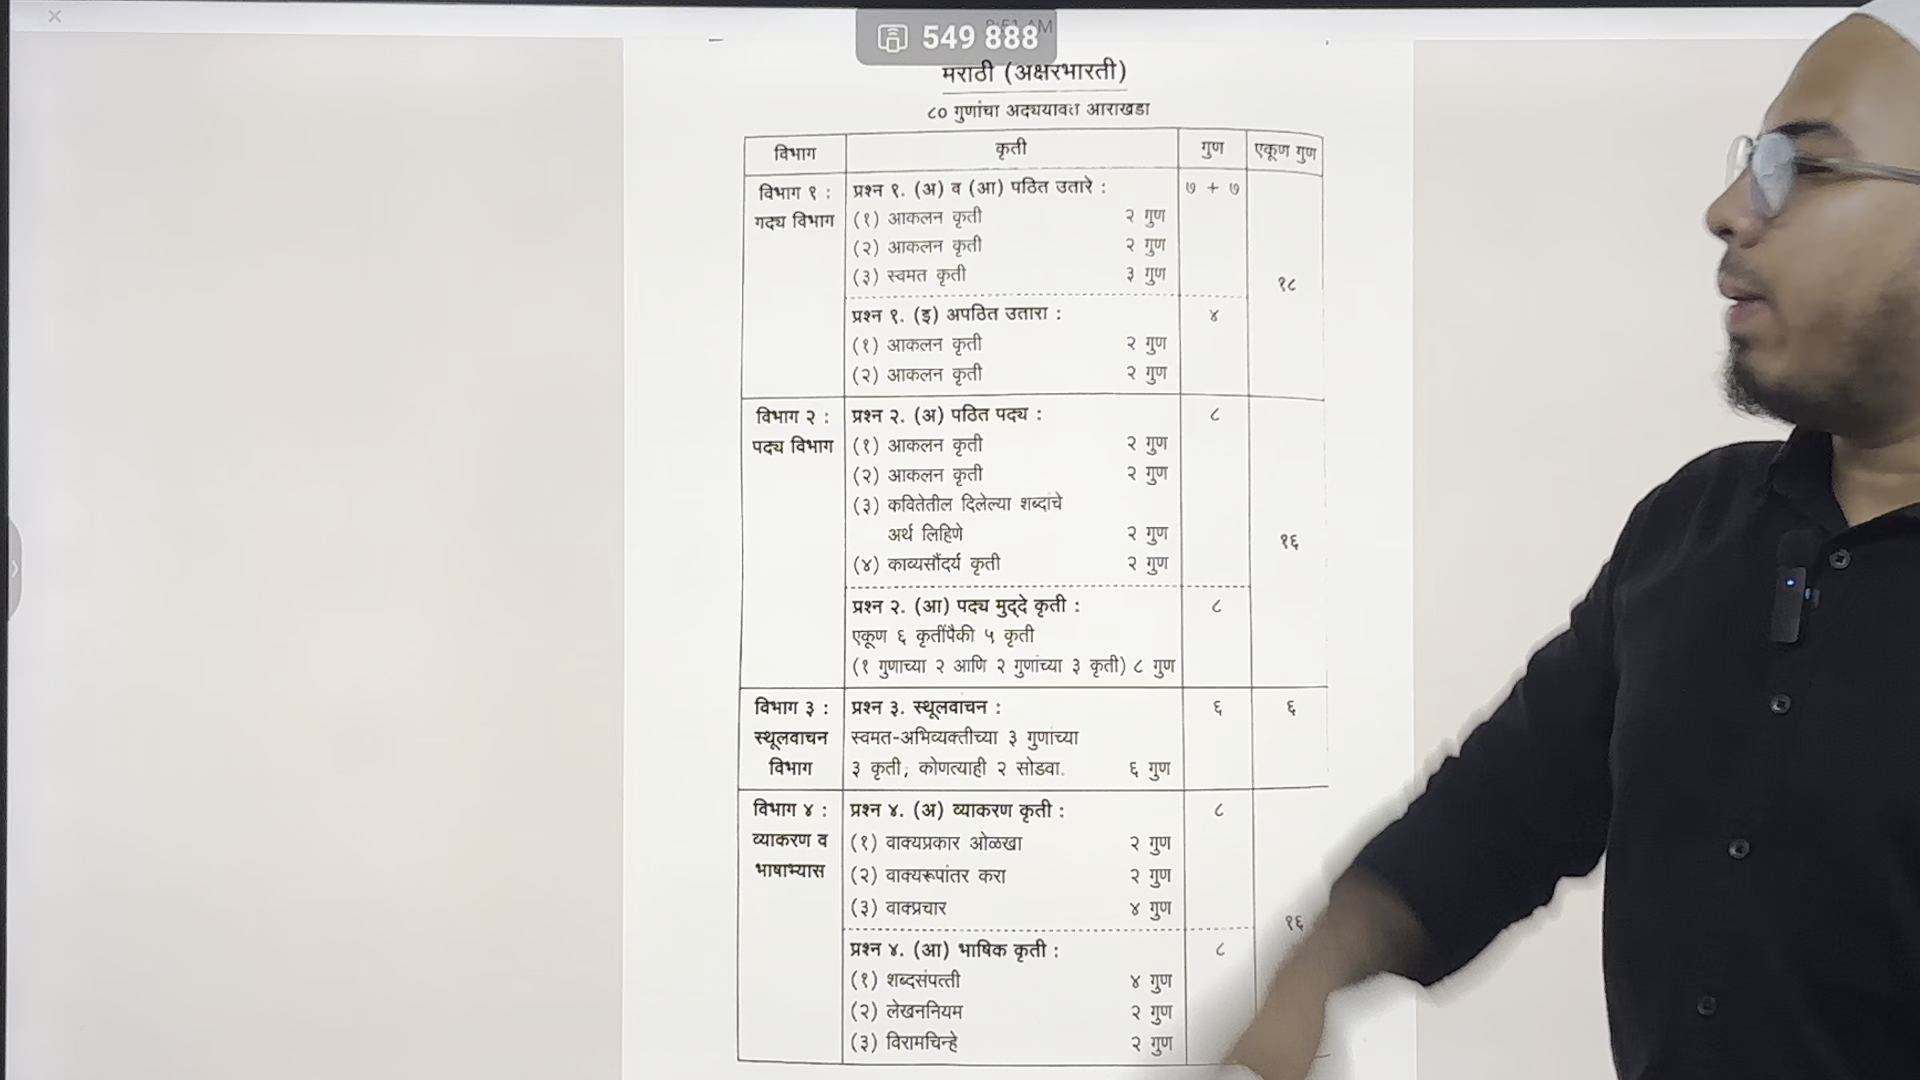 549 888
मराठी (अक्षरभारती)
८० गुणांचा अद्ययावत आराखडा
विभाग कृती गुण एकूण गुण
विभाग १ : प्रश्न १. (अ) व (आ) पठित उतारे : ७ + ७
गद्य विभाग (१) आकलन कृती २ गुण
(२) आकलन कृती २ गुण
(३) स्वमत कृती ३ गुण
१८
प्रश्न १. (इ) अपठित उतारा : ४
(१) आकलन कृती २ गुण
(२) आकलन कृती २ गुण
विभाग २ : प्रश्न २. (अ) पठित पद्य : ८
पद्य विभाग (१) आकलन कृती २ गुण
(२) आकलन कृती २ गुण
(३) कवितेतील दिलेल्या शब्दांचे
अर्थ लिहिणे २ गुण
१६
(४) काव्यसौंदर्य कृती २ गुण
प्रश्न २. (आ) पद्य मुद्दे कृती : ८
एकूण ६ कृतींपैकी ५ कृती
(१ गुणाच्या २ आणि २ गुणांच्या ३ कृती) ८ गुण
विभाग ३ : प्रश्न ३. स्थूलवाचन : ६ ६
स्थूलवाचन स्वमत-अभिव्यक्तीच्या ३ गुणांच्या
विभाग ३ कृती, कोणत्याही २ सोडवा. ६ गुण
विभाग ४ : प्रश्न ४. (अ) व्याकरण कृती : ८
व्याकरण व (१) वाक्यप्रकार ओळखा २ गुण
भाषाभ्यास (२) वाक्यरूपांतर करा २ गुण
(३) वाक्प्रचार ४ गुण
१६
प्रश्न ४. (आ) भाषिक कृती : ८
(१) शब्दसंपत्ती ४ गुण
(२) लेखननियम २ गुण
(३) विरामचिन्हे २ गुण